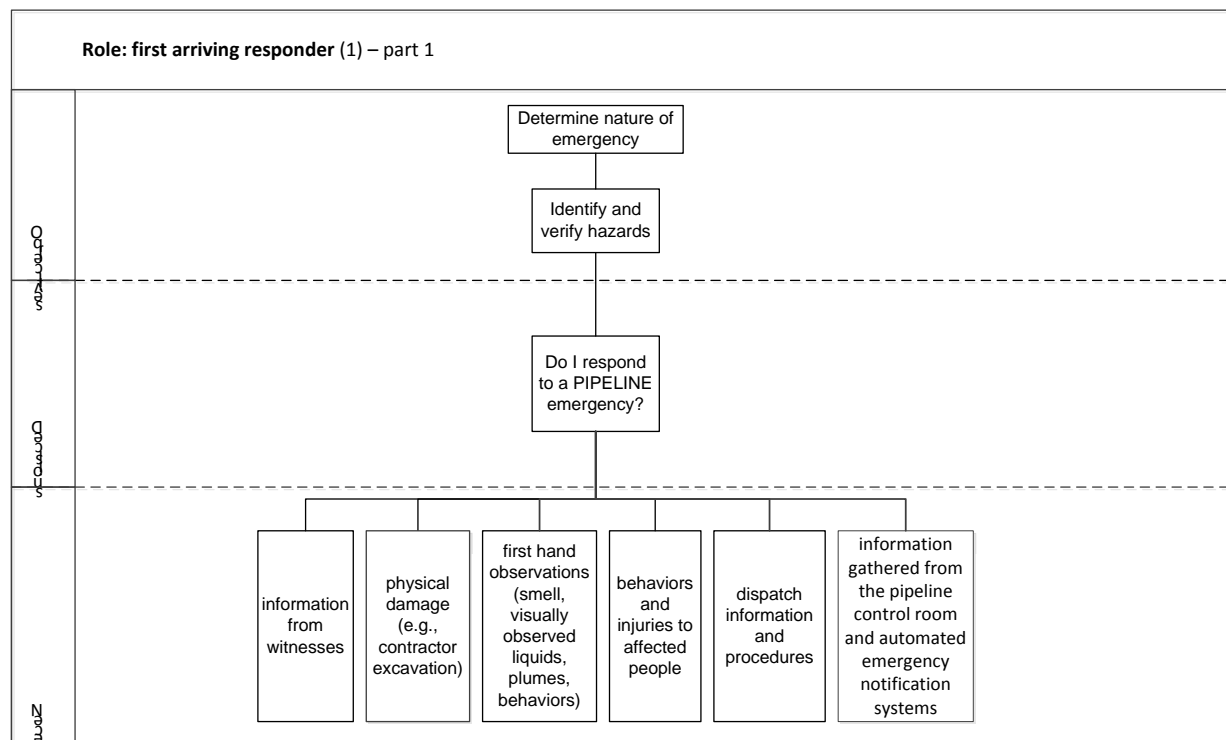 Role: first arriving responder (1) – part 1
Determine nature of
emergency
Identify and
verify hazards
Do I respond
to a PIPELINE
emergency?
information
from
witnesses
physical
damage
(e.g.,
contractor
excavation)
first hand
observations
(smell,
visually
observed
liquids,
plumes,
behaviors)
behaviors
and
injuries to
affected
people
dispatch
information
and
procedures
information
gathered from
the pipeline
control room
and automated
emergency
notification
systems